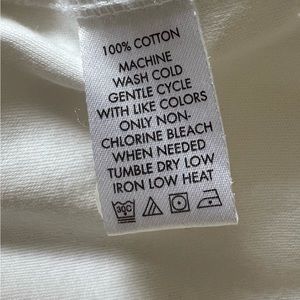 100% COTTON
MACHINE
WASH COLD
GENTLE CYCLE
WITH LIKE COLORS
ONLY NON-
CHLORINE BLEACH
WHEN NEEDED
TUMBLE DRY LOW
IRON LOW HEAT
30C